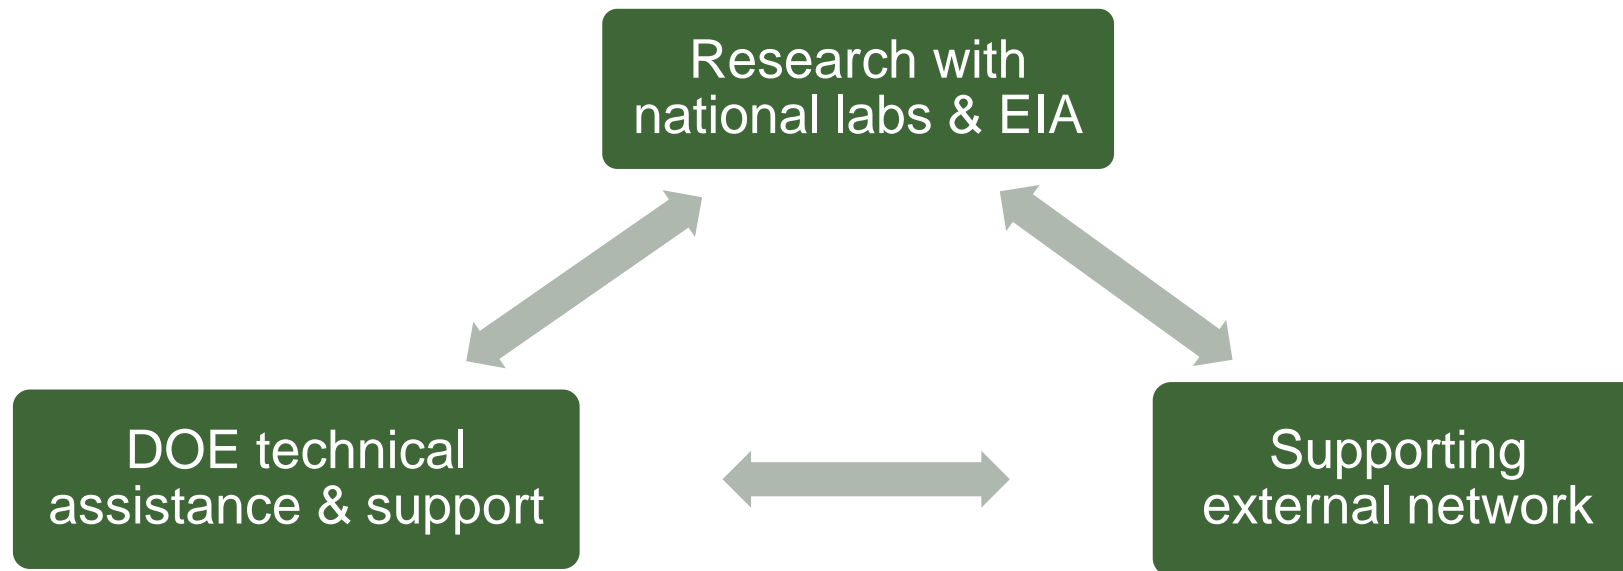 Research with
national labs & EIA
DOE technical
assistance & support
Supporting
external network